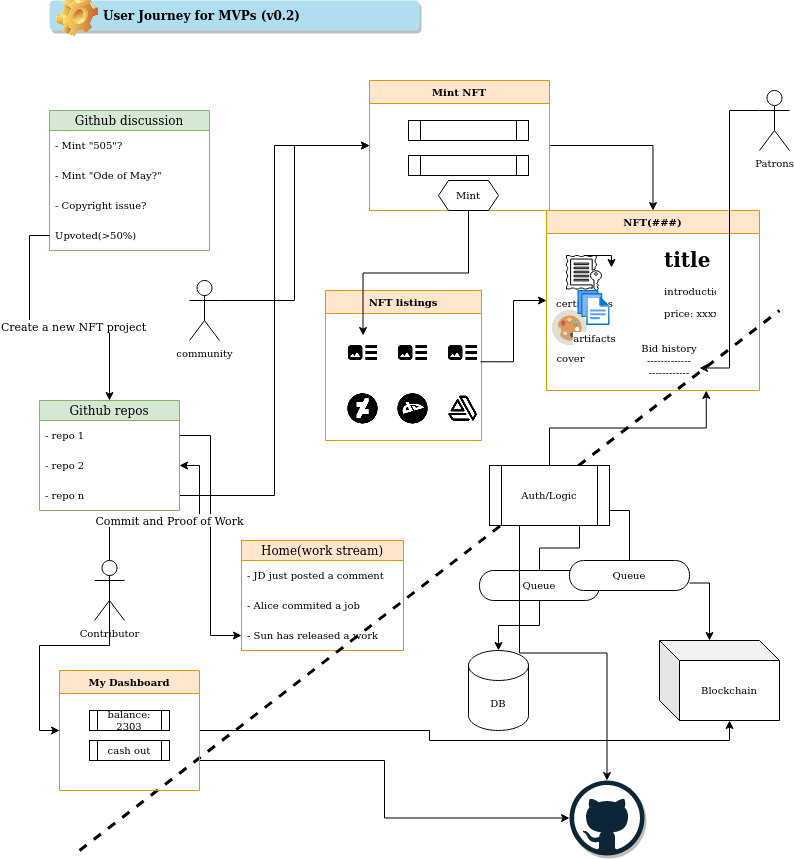 User Journey for MVPs (v0.2)
Mint NFT
Github discussion
- Mint "505"?
- Mint "Ode of May?"
- Copyright issue?
Upvoted(>50%)
Mint
Patrons
NFT(###)
title
introductic
price: xxx
artifacts
cover
Bid history
-------------
------------
NFT listings
community
Create a new NFT project
Github repos
- repo 1
- repo 2
- repo n
Commit and Proof of Work
Auth/Logic
Home(work stream)
- JD just posted a comment
- Alice commited a job
- Sun has released a work
Queue
Queue
Contributor
My Dashboard
balance:
2303
cash out
DB
Blockchain